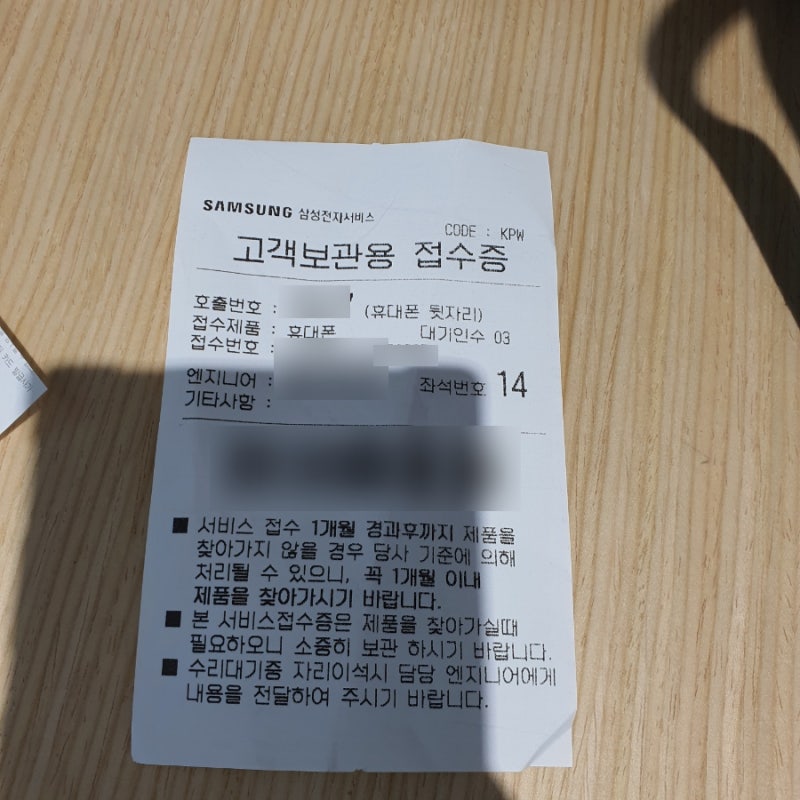 SAMSUNG 삼성전자서비스
CODE : KPW
고객보관용 접수증
호출번호 : (휴대폰 뒷자리)
접수제품 : 휴대폰 대기인수 03
접수번호 :
엔지니어 : 좌석번호 14
기타사항 :
■ 서비스 접수 1개월 경과후까지 제품을
찾아가지 않을 경우 당사 기준에 의해
처리될 수 있으니, 꼭 1개월 이내
제품을 찾아가시기 바랍니다.
■ 본 서비스접수증은 제품을 찾아가실때
필요하오니 소중히 보관 하시기 바랍니다.
■ 수리대기중 자리이석시 담당 엔지니어에게
내용을 전달하여 주시기 바랍니다.